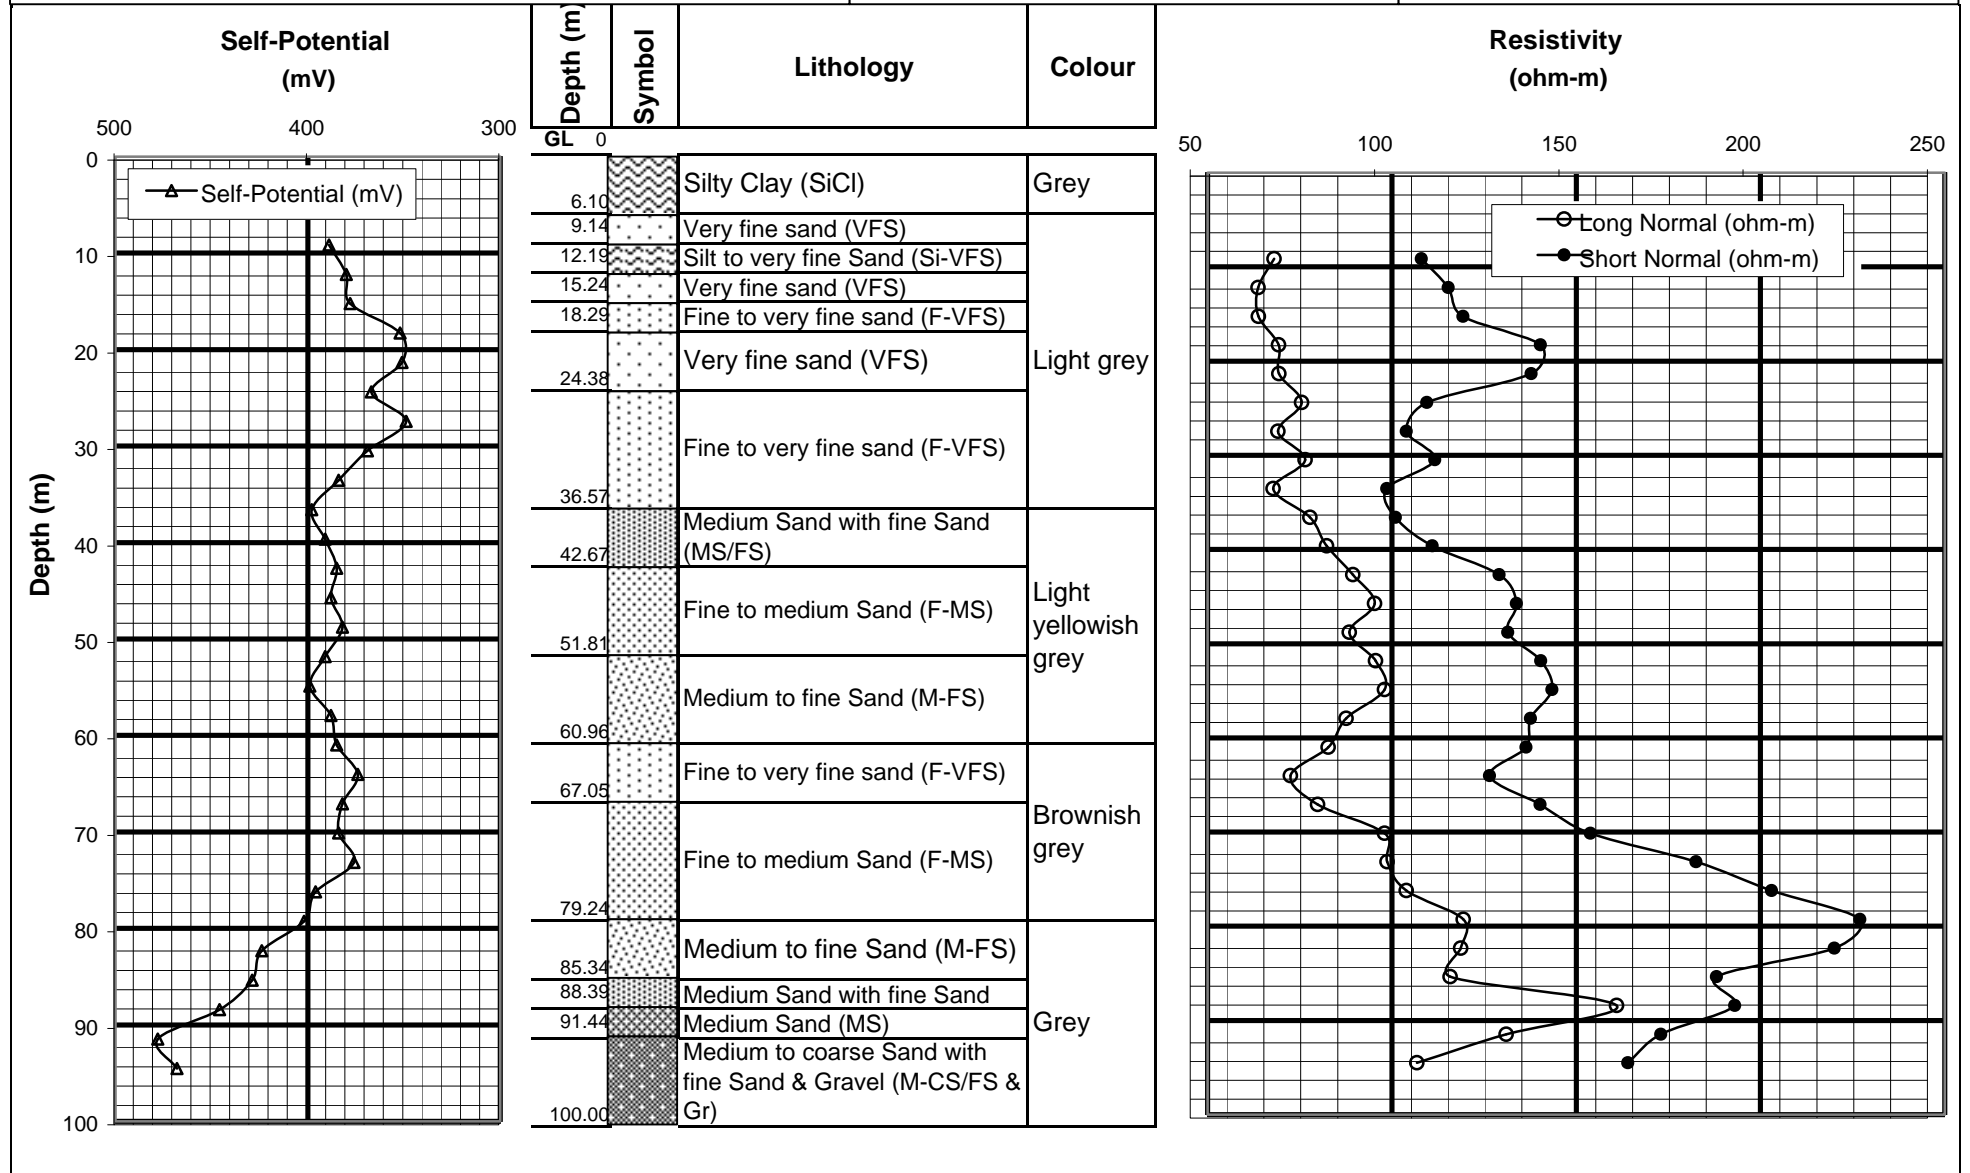 Self-Potential
(mV)
500 400 300
0
10
20
30
40
50
60
70
80
90
100
Depth (m)
Self-Potential (mV)
Depth (m)
Symbol
Lithology
Colour
GL 0
6.10
Silty Clay (SiCl)
Grey
9.14
Very fine sand (VFS)
12.19
Silt to very fine Sand (Si-VFS)
15.24
Very fine sand (VFS)
18.29
Fine to very fine sand (F-VFS)
24.38
Very fine sand (VFS)
Light grey
36.57
Fine to very fine sand (F-VFS)
42.67
Medium Sand with fine Sand
(MS/FS)
51.81
Fine to medium Sand (F-MS)
Light
yellowish
grey
60.96
Medium to fine Sand (M-FS)
67.05
Fine to very fine sand (F-VFS)
79.24
Fine to medium Sand (F-MS)
Brownish
grey
85.34
Medium to fine Sand (M-FS)
88.39
Medium Sand with fine Sand
91.44
Medium Sand (MS)
Grey
100.00
Medium to coarse Sand with
fine Sand & Gravel (M-CS/FS &
Gr)
Resistivity
(ohm-m)
50 100 150 200 250
Long Normal (ohm-m)
Short Normal (ohm-m)